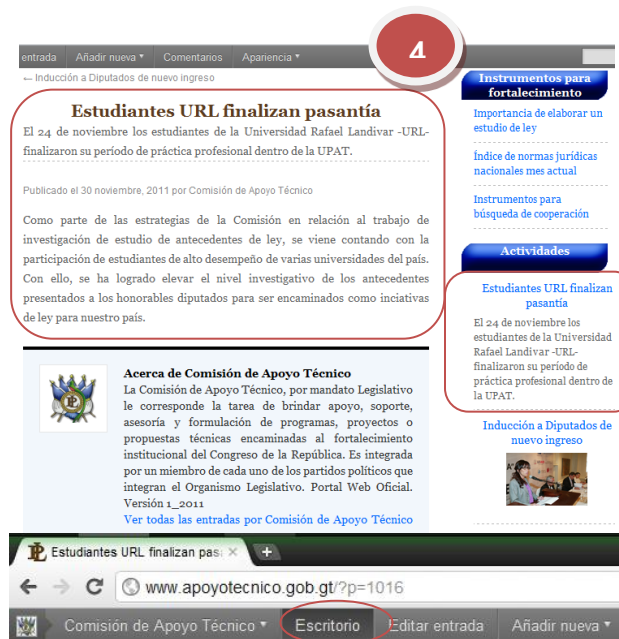 4
entrada Añadir nueva Comentarios Apariencia
← Inducción a Diputados de nuevo ingreso
Estudiantes URL finalizan pasantía
El 24 de noviembre los estudiantes de la Universidad Rafael Landivar -URL-
finalizaron su período de práctica profesional dentro de la UPAT.
Publicado el 30 noviembre, 2011 por Comisión de Apoyo Técnico
Como parte de las estrategias de la Comisión en relación al trabajo de
investigación de estudio de antecedentes de ley, se viene contando con la
participación de estudiantes de alto desempeño de varias universidades del país.
Con ello, se ha logrado elevar el nivel investigativo de los antecedentes
presentados a los honorables diputados para ser encaminados como inciativas
de ley para nuestro país.
Acerca de Comisión de Apoyo Técnico
La Comisión de Apoyo Técnico, por mandato Legislativo
le corresponde la tarea de brindar apoyo, soporte,
asesoría y formulación de programas, proyectos o
propuestas técnicas encaminadas al fortalecimiento
institucional del Congreso de la República. Es integrada
por un miembro de cada uno de los partidos políticos que
integran el Organismo Legislativo. Portal Web Oficial.
Versión 1_2011
Ver todas las entradas por Comisión de Apoyo Técnico
Instrumentos para
fortalecimiento
Importancia de elaborar un
estudio de ley
Índice de normas jurídicas
nacionales mes actual
Instrumentos para
búsqueda de cooperación
Actividades
Estudiantes URL finalizan
pasantía
El 24 de noviembre los
estudiantes de la Universidad
Rafael Landivar -URL-
finalizaron su período de
práctica profesional dentro de
la UPAT.
Inducción a Diputados de
nuevo ingreso
Estudiantes URL finalizan pas
www.apoyotecnico.gob.gt/?p=1016
Comisión de Apoyo Técnico Escritorio Editar entrada Añadir nueva